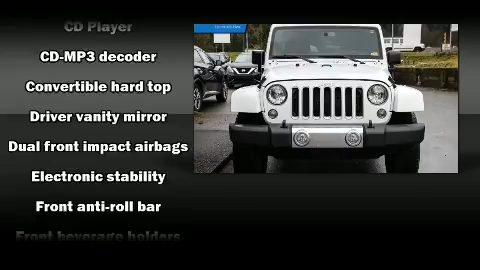 CD Player
CD-MP3 decoder
Convertible hard top
Driver vanity mirror
Dual front impact airbags
Electronic stability
Front anti-roll bar
Front beverage holders